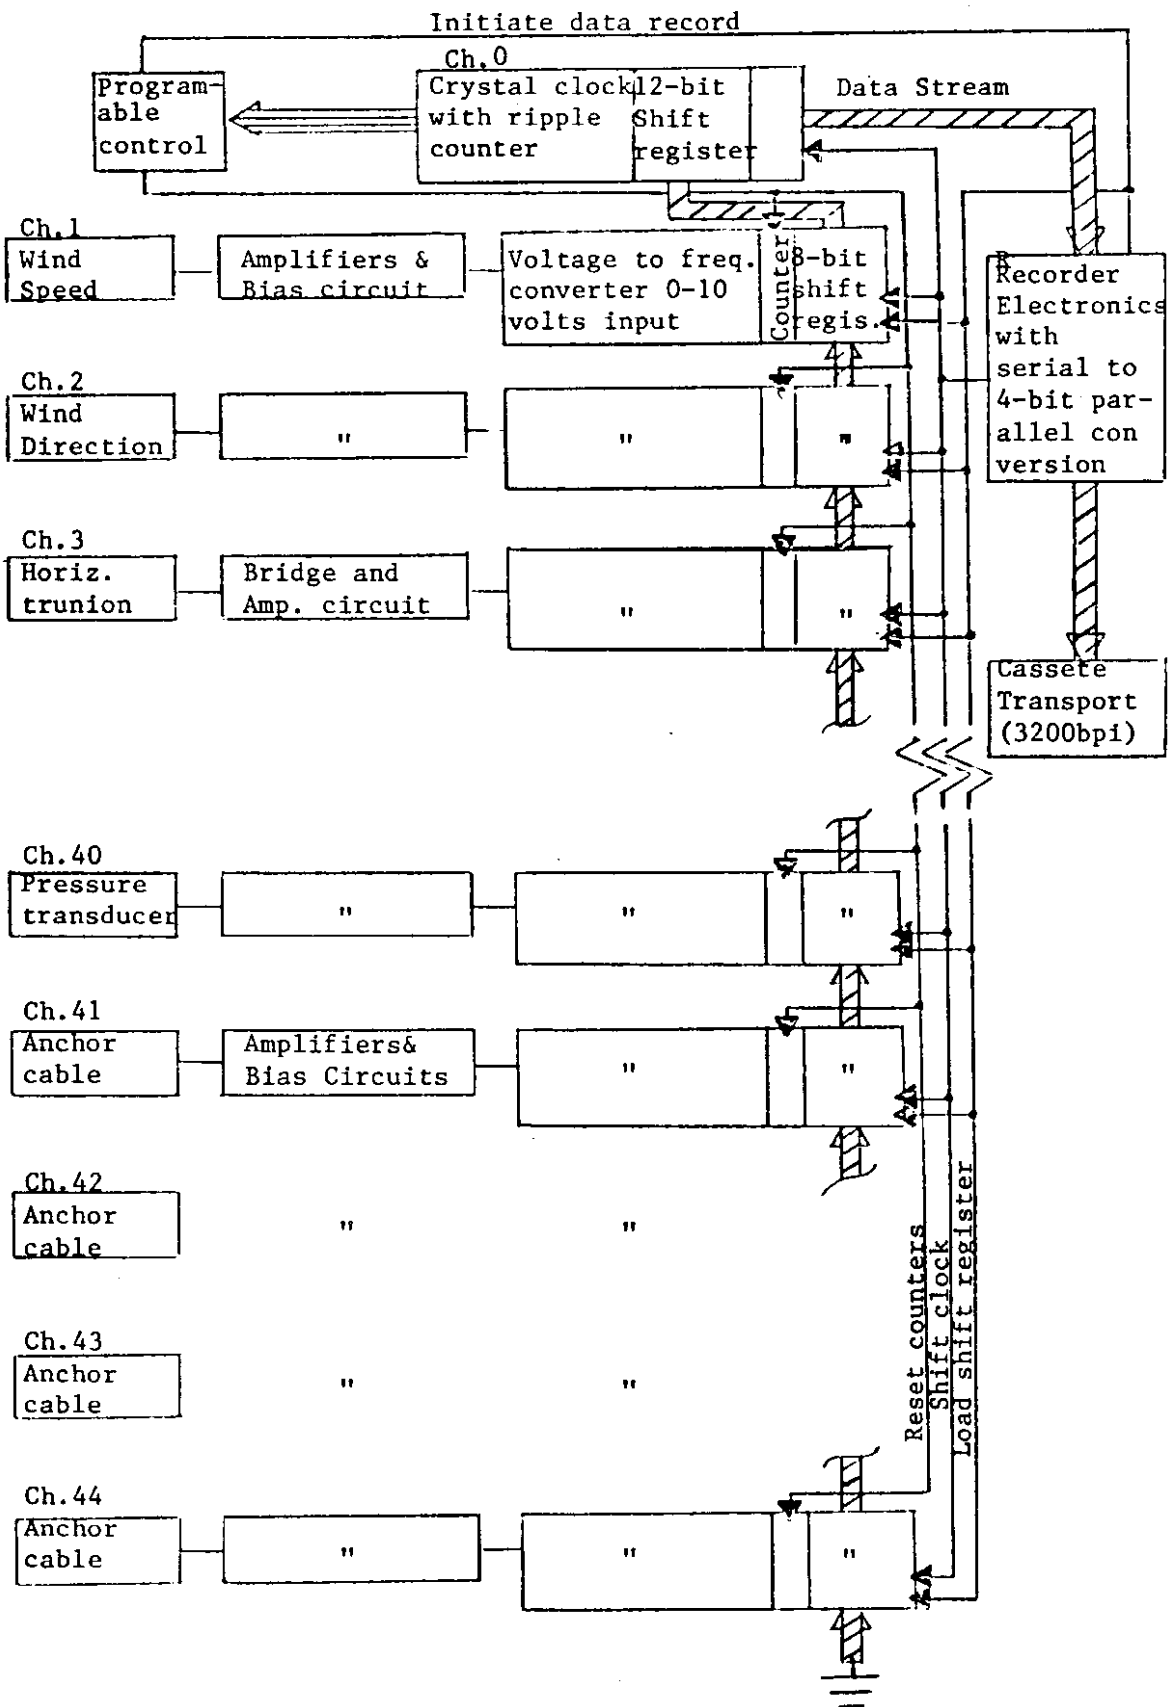 Initiate data record
Ch.0
Program-
able
control
Crystal clock
with ripple
counter
12-bit
Shift
register
Data Stream
Ch.1
Wind
Speed
Amplifiers &
Bias circuit
Voltage to freq.
converter 0-10
volts input
Counter
8-bit
shift
regis.
R
Recorder
Electronics
with
serial to
4-bit par-
allel con
version
Ch.2
Wind
Direction
"
"
"
Ch.3
Horiz.
trunion
Bridge and
Amp. circuit
"
"
Cassete
Transport
(3200bpi)
Ch.40
Pressure
transducer
"
"
"
Ch.41
Anchor
cable
Amplifiers&
Bias Circuits
"
"
Ch.42
Anchor
cable
"
"
Ch.43
Anchor
cable
"
"
Reset counters
Shift clock
Load shift register
Ch.44
Anchor
cable
"
"
"